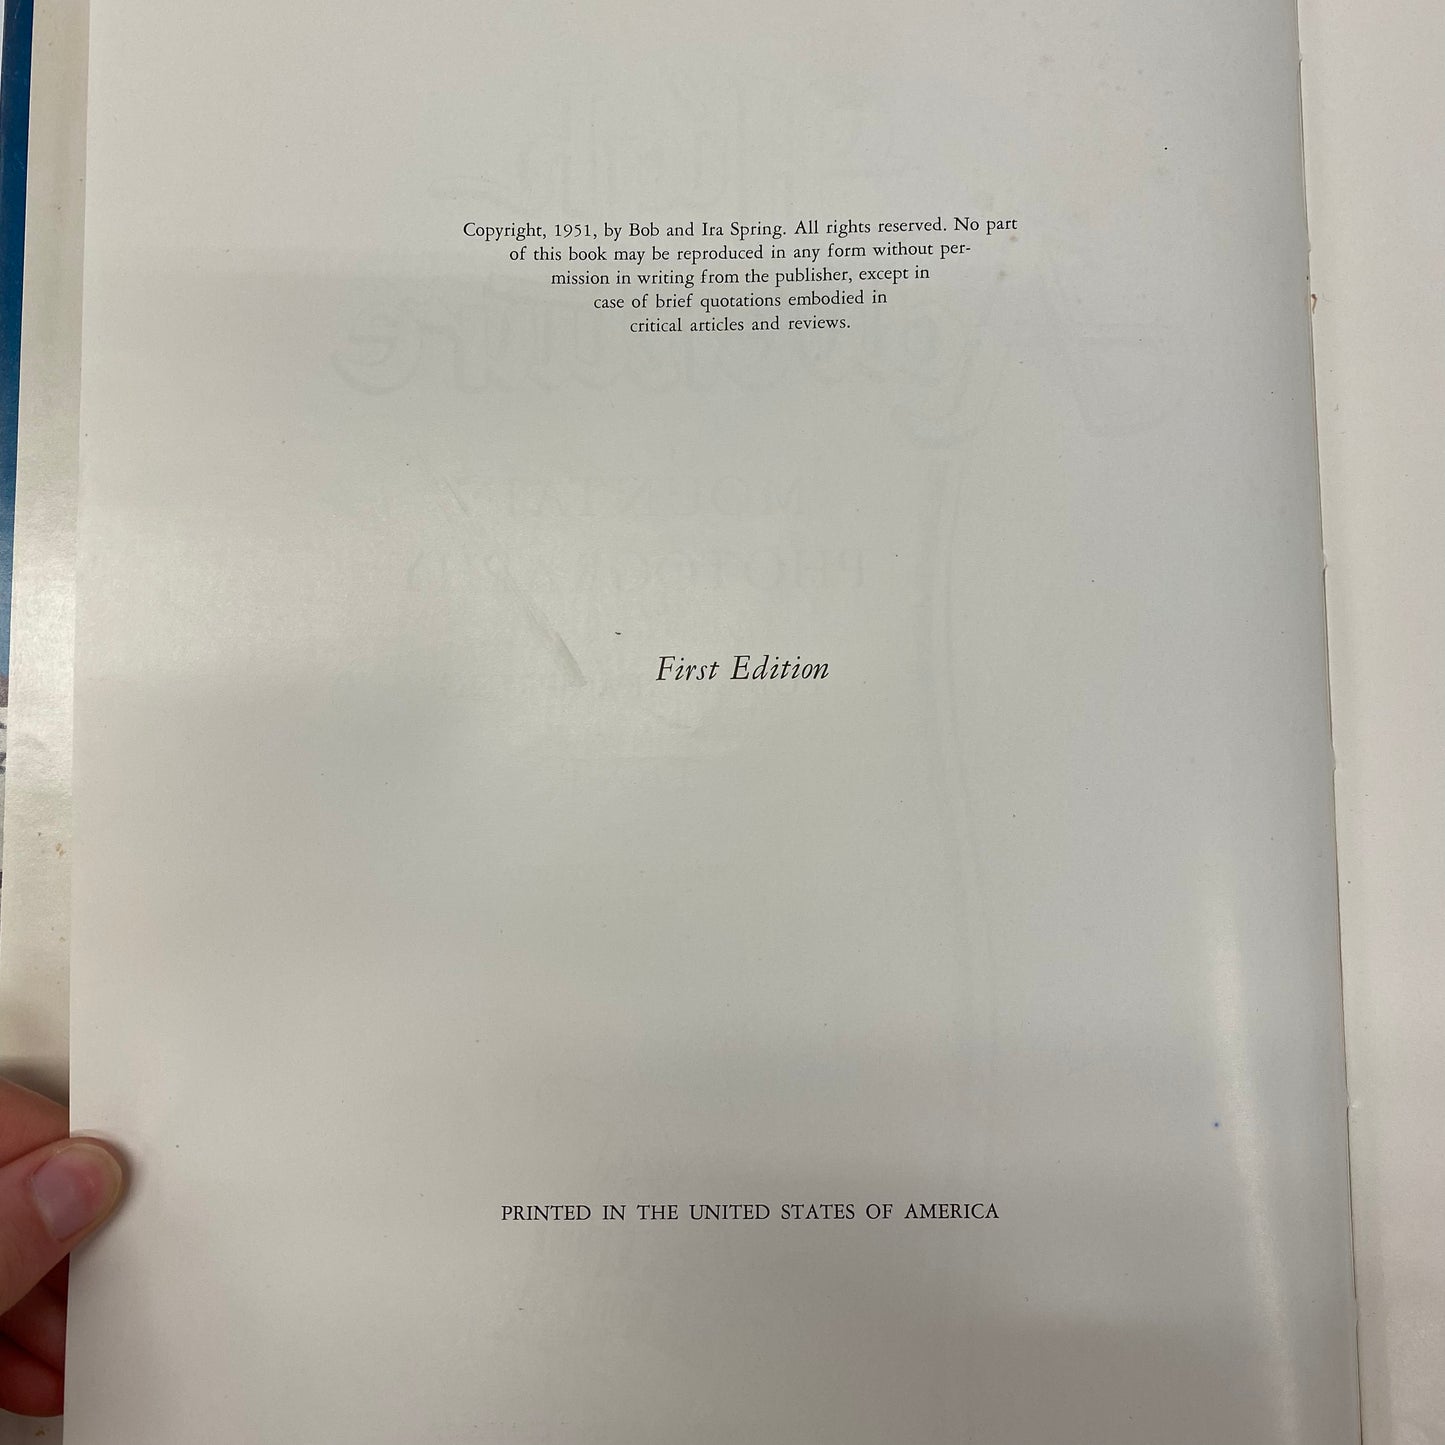 Copyright, 1951, by Bob and Ira Spring. All rights reserved. No part
of this book may be reproduced in any form without per-
mission in writing from the publisher, except in
case of brief quotations embodied in
critical articles and reviews.
First Edition
PRINTED IN THE UNITED STATES OF AMERICA